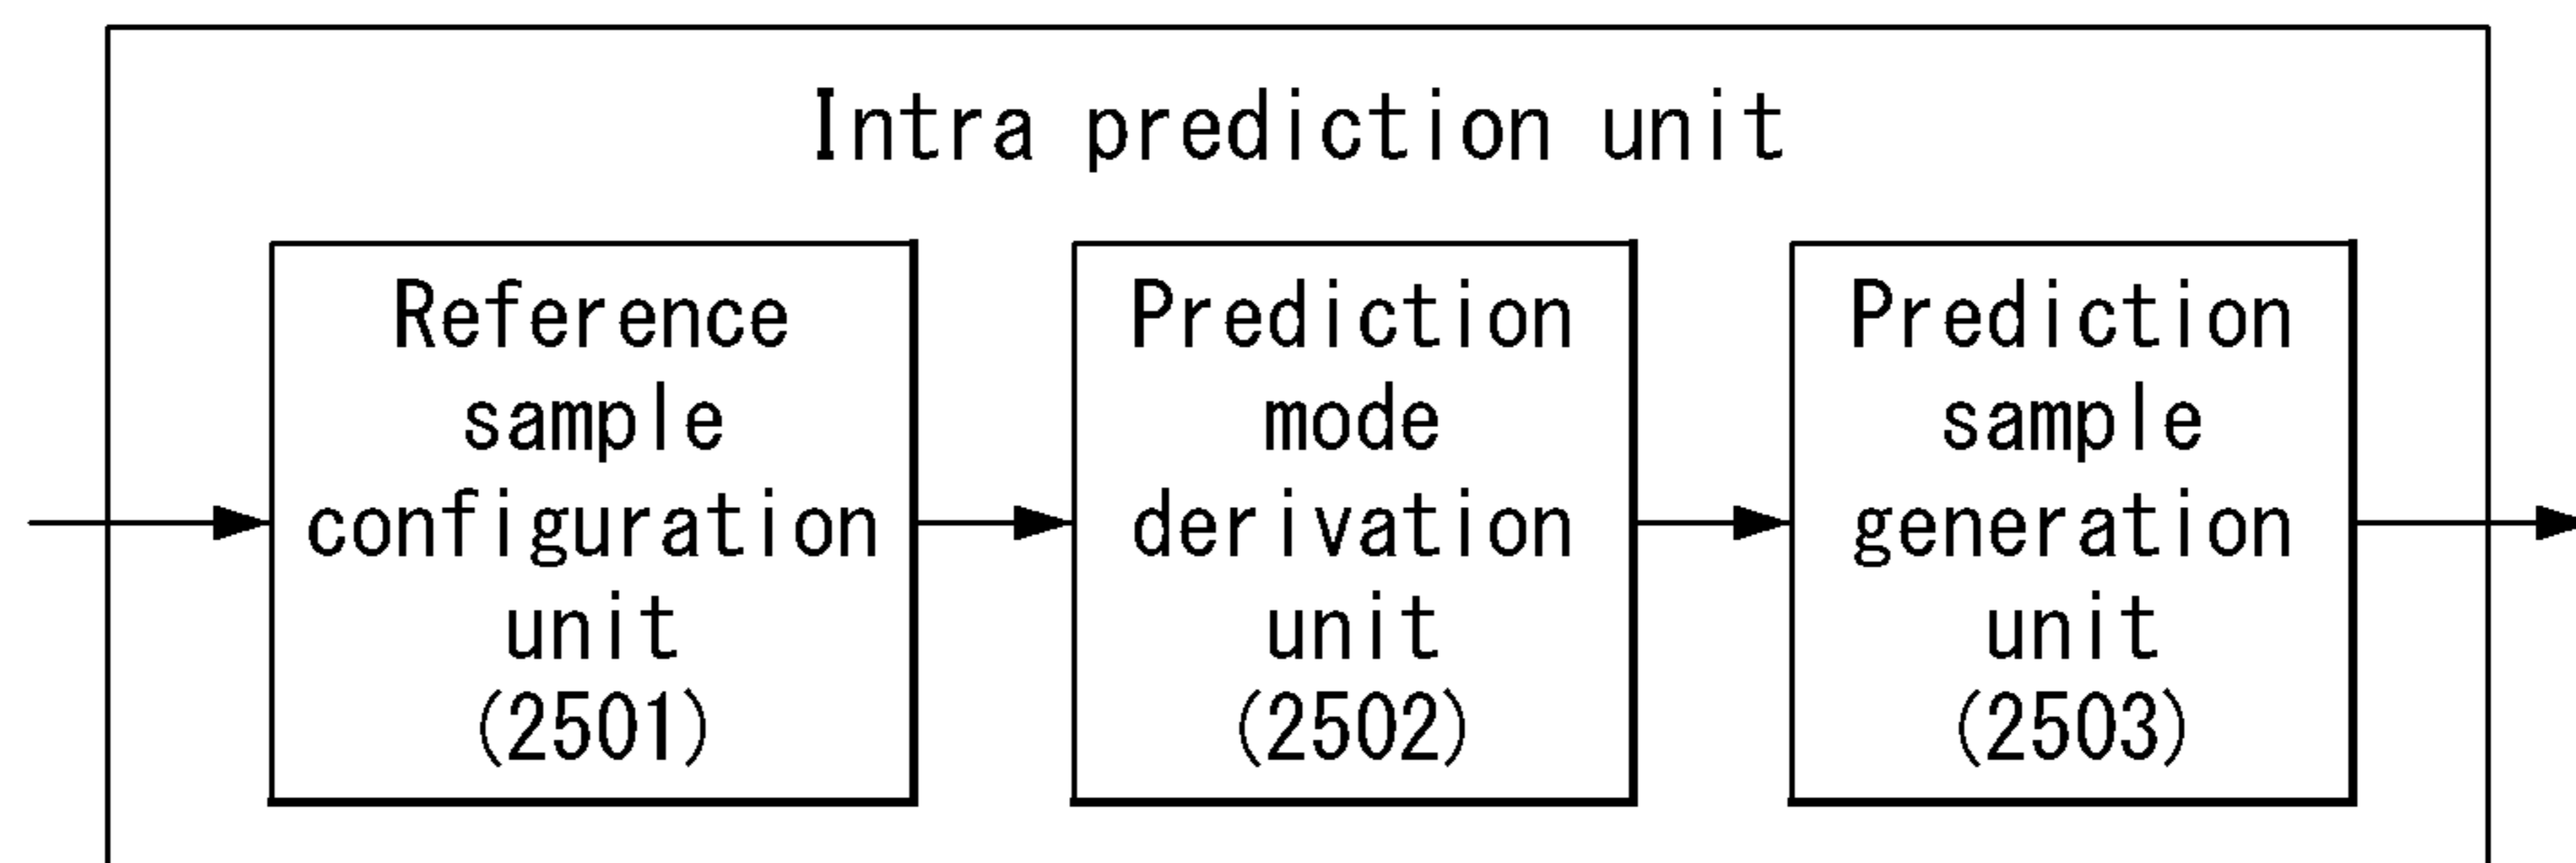 Intra prediction unit
Reference
sample
configuration
unit
(2501)
Prediction
mode
derivation
unit
(2502)
Prediction
sample
generation
unit
(2503)